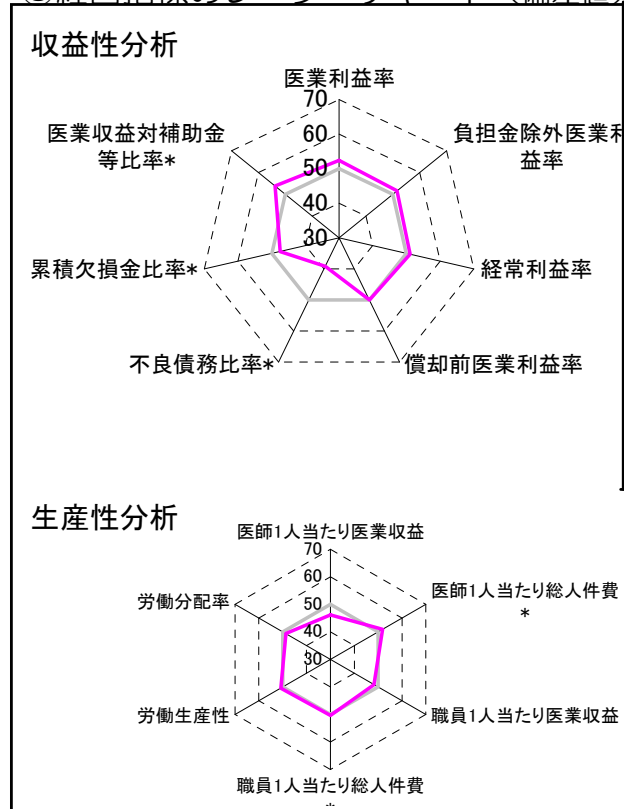 収益性分析
医業利益率
70
60
50
40
30
負担金除外医業利
益率
経常利益率
償却前医業利益率
不良債務比率*
累積欠損金比率*
医業収益対補助金
等比率*
生産性分析
医師1人当たり医業収益
70
60
50
40
30
医師1人当たり総人件費
*
職員1人当たり医業収益
職員1人当たり総人件費
*
労働生産性
労働分配率